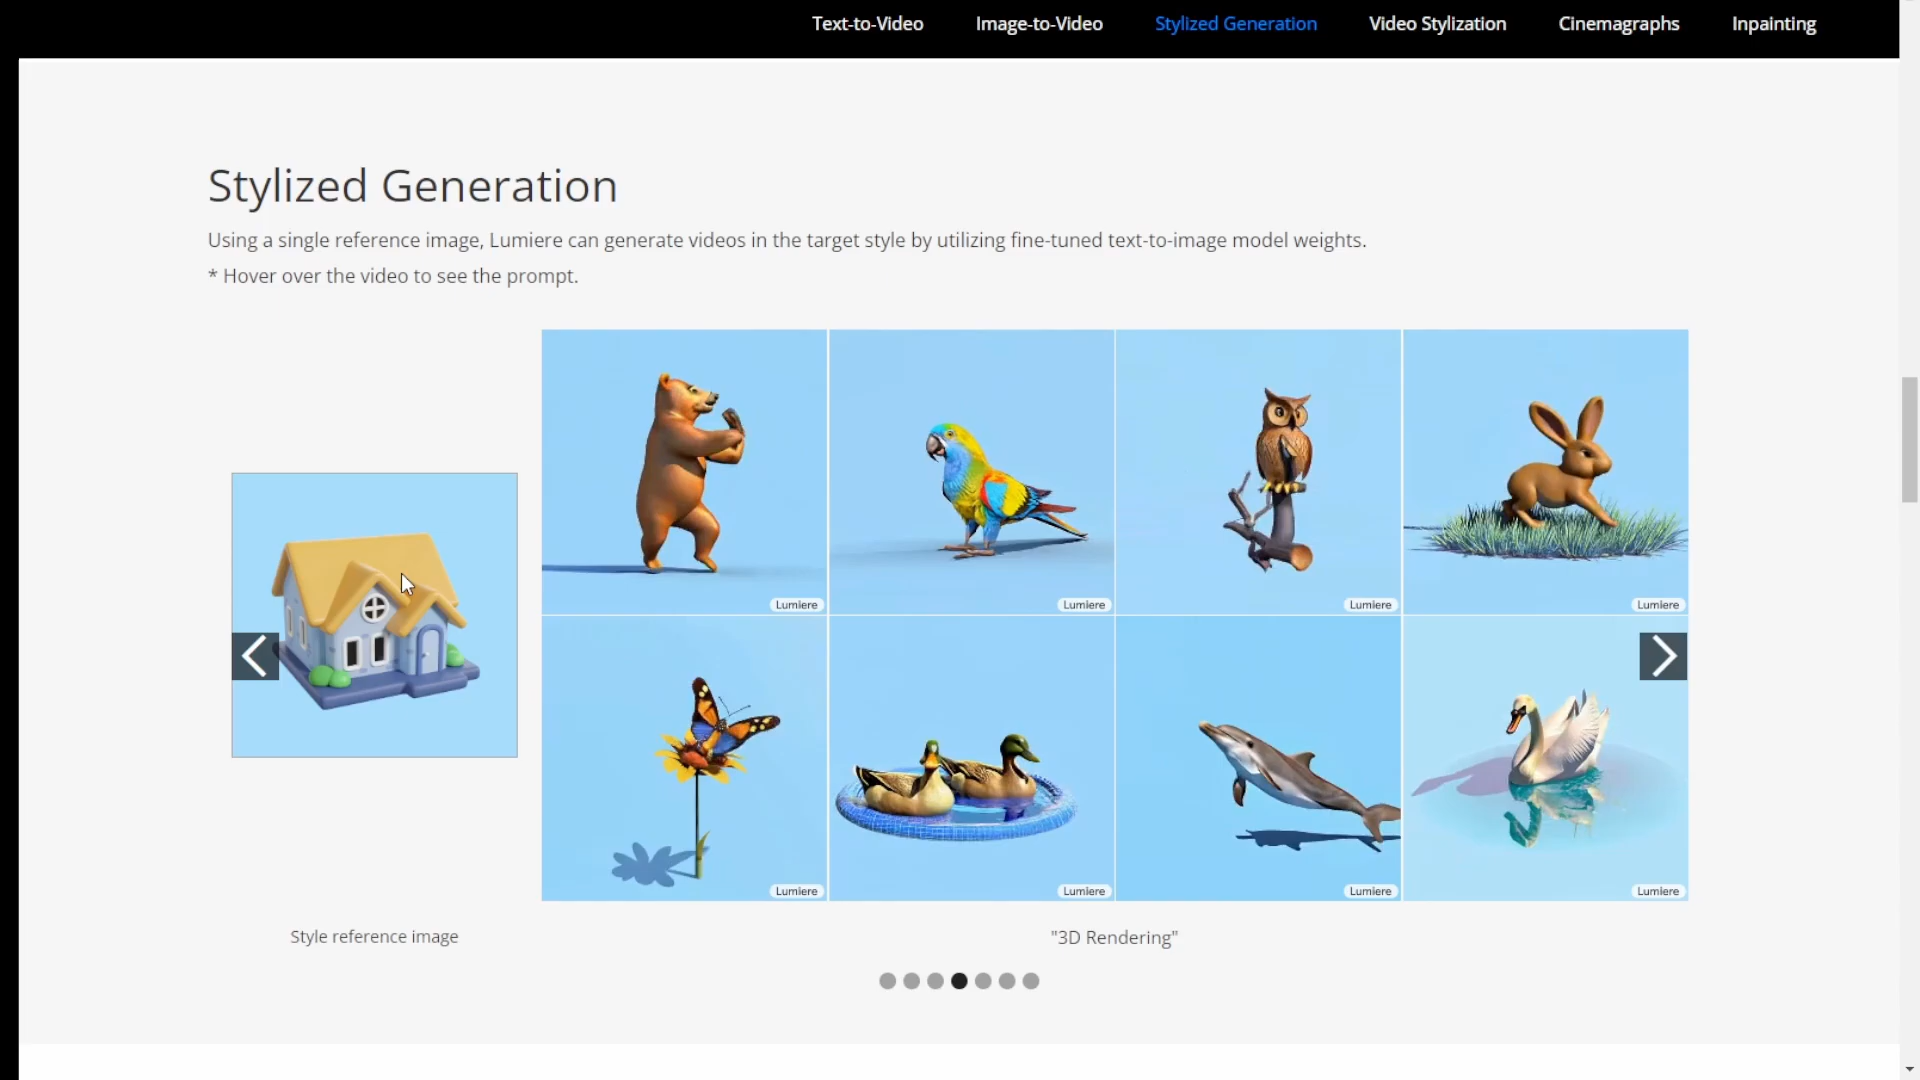 Text-to-Video Image-to-Video Stylized Generation Video Stylization Cinemagraphs Inpainting
Stylized Generation
Using a single reference image, Lumiere can generate videos in the target style by utilizing fine-tuned text-to-image model weights.
* Hover over the video to see the prompt.
Lumiere Lumiere Lumiere Lumiere
Lumiere Lumiere Lumiere Lumiere
Style reference image "3D Rendering"